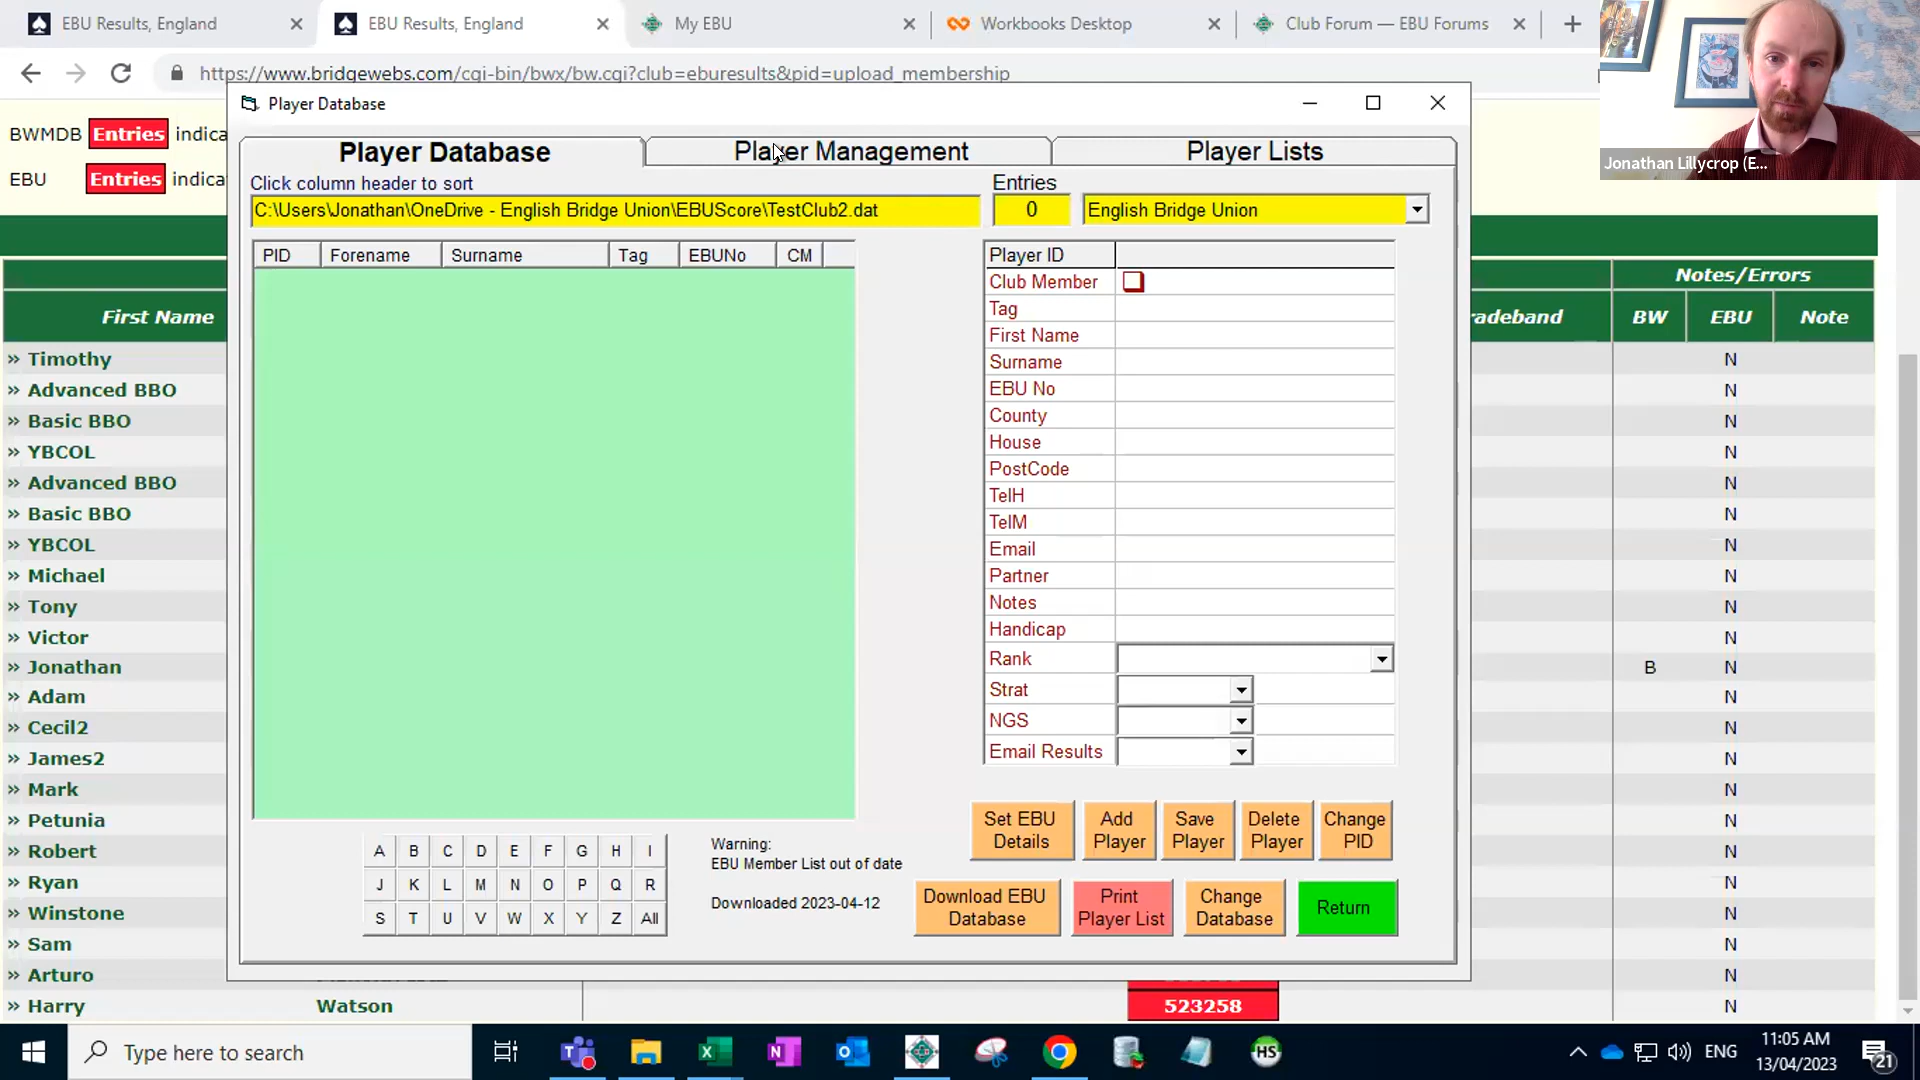 EBU Results, England
EBU Results, England
My EBU
Workbooks Desktop
Club Forum — EBU Forums
https://www.bridgewebs.com/cgi-bin/bwx/bw.cgi?club=eburesults&pid=upload_membership
Jonathan Lillycrop (E...
BWMDB Entries indica
EBU Entries indica
Player Database
Player Database
Player Management
Player Lists
Click column header to sort
Entries
C:\Users\Jonathan\OneDrive - English Bridge Union\EBUScore\TestClub2.dat
0
English Bridge Union
PID Forename Surname Tag EBUNo CM
Player ID
Club Member
Tag
First Name
Surname
EBU No
County
House
PostCode
TelH
TelM
Email
Partner
Notes
Handicap
Rank
Strat
NGS
Email Results
Set EBU Details
Add Player
Save Player
Delete Player
Change PID
Download EBU Database
Print Player List
Change Database
Return
A B C D E F G H I
J K L M N O P Q R
S T U V W X Y Z All
Warning:
EBU Member List out of date
Downloaded 2023-04-12
Notes/Errors
First Name
radeband BW EBU Note
» Timothy N
» Advanced BBO N
» Basic BBO N
» YBCOL N
» Advanced BBO N
» Basic BBO N
» YBCOL N
» Michael N
» Tony N
» Victor N
» Jonathan B N
» Adam N
» Cecil2 N
» James2 N
» Mark N
» Petunia N
» Robert N
» Ryan N
» Winstone N
» Sam N
» Arturo N
» Harry Watson 523258 N
Type here to search
HS
ENG
11:05 AM
13/04/2023
21